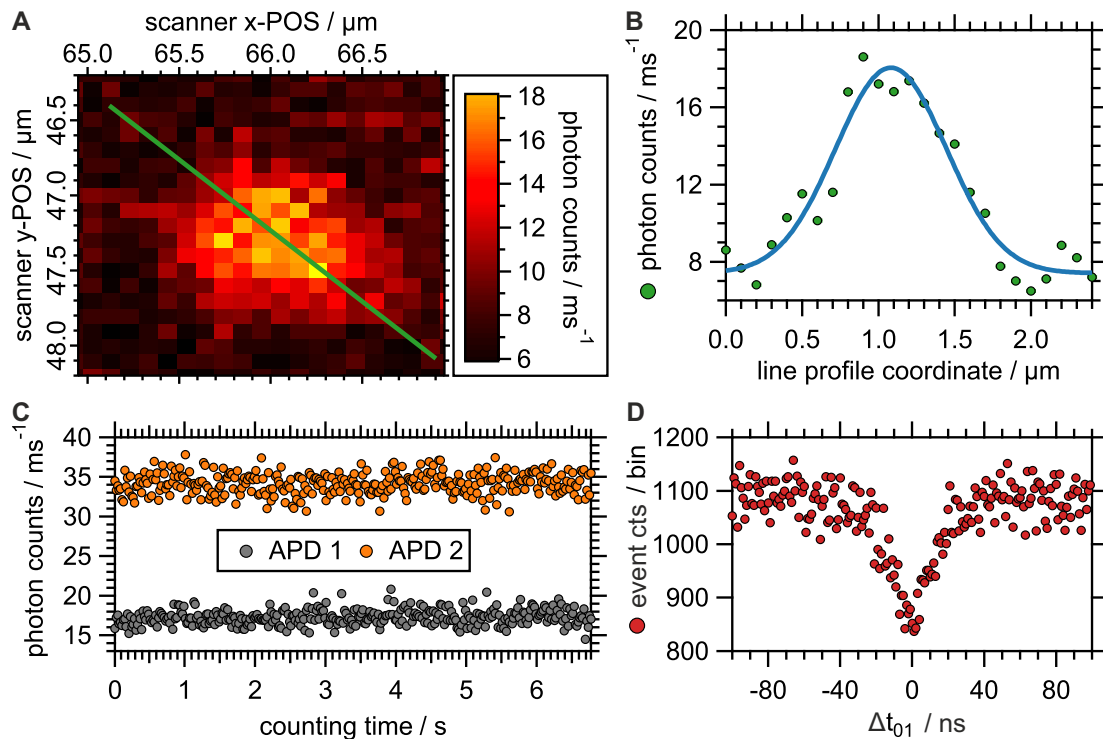 A
scanner x-POS / µm
65.0 65.5 66.0 66.5
scanner y-POS / µm
46.5
47.0
47.5
48.0
18
16
14
12
10
8
6
photon counts / ms⁻¹
B
photon counts / ms⁻¹
20
16
12
8
0.0 0.5 1.0 1.5 2.0
line profile coordinate / µm
C
photon counts / ms⁻¹
40
35
30
25
20
15
APD 1 APD 2
0 1 2 3 4 5 6
counting time / s
D
event cts / bin
1200
1100
1000
900
800
-80 -40 0 40 80
Δt₀₁ / ns